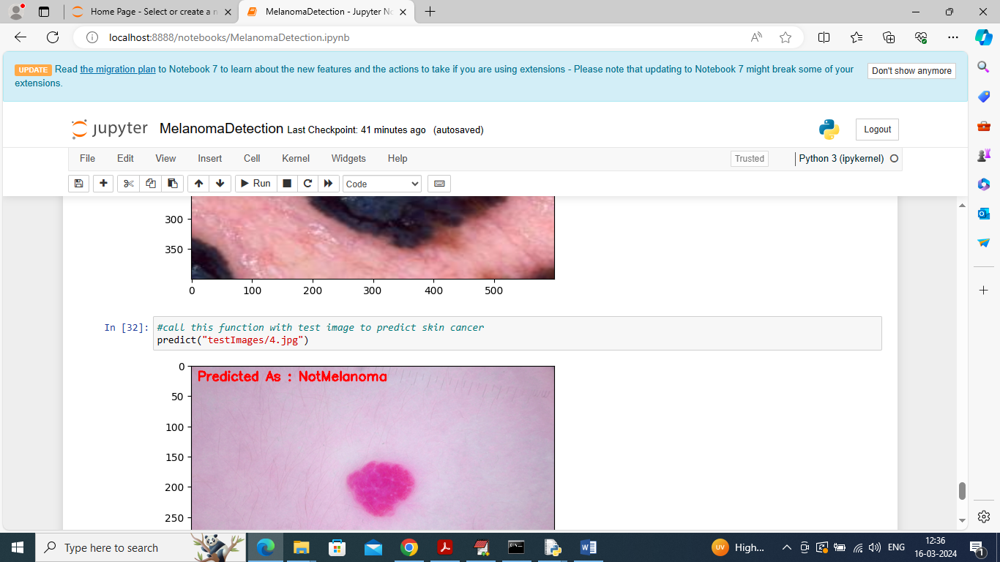 Home Page - Select or create a n
MelanomaDetection - Jupyter No
localhost:8888/notebooks/MelanomaDetection.ipynb
UPDATE Read the migration plan to Notebook 7 to learn about the new features and the actions to take if you are using extensions - Please note that updating to Notebook 7 might break some of your
extensions.
Don't show anymore
jupyter MelanomaDetection Last Checkpoint: 41 minutes ago (autosaved)
Logout
File Edit View Insert Cell Kernel Widgets Help
Trusted
Python 3 (ipykernel)
Run
Code
300
350
0 100 200 300 400 500
In [32]: #call this function with test image to predict skin cancer
predict("testImages/4.jpg")
0
Predicted As : NotMelanoma
50
100
150
200
250
Type here to search
UV
High...
ENG
12:36
16-03-2024
1